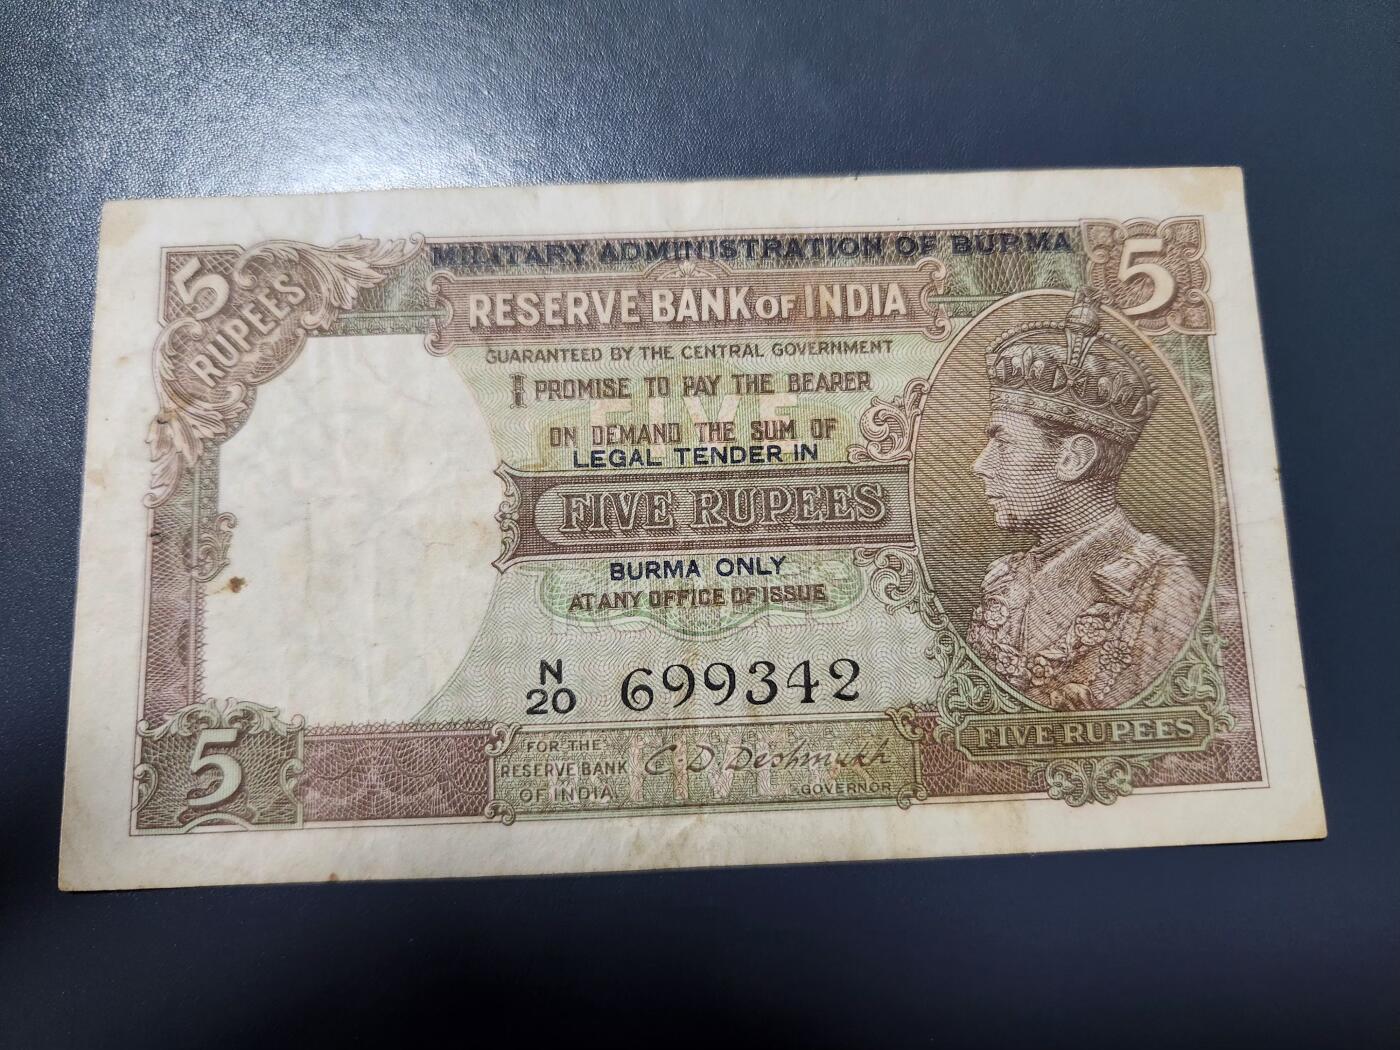 MILITARY ADMINISTRATION OF BURMA
5
RUPEES
5
RESERVE BANK OF INDIA
GUARANTEED BY THE CENTRAL GOVERNMENT
I PROMISE TO PAY THE BEARER
FIVE
ON DEMAND THE SUM OF
LEGAL TENDER IN
FIVE RUPEES
BURMA ONLY
AT ANY OFFICE OF ISSUE
N
20
699342
5
FOR THE
RESERVE BANK
OF INDIA.
C. D. Deshmukh
GOVERNOR
FIVE
FIVE RUPEES